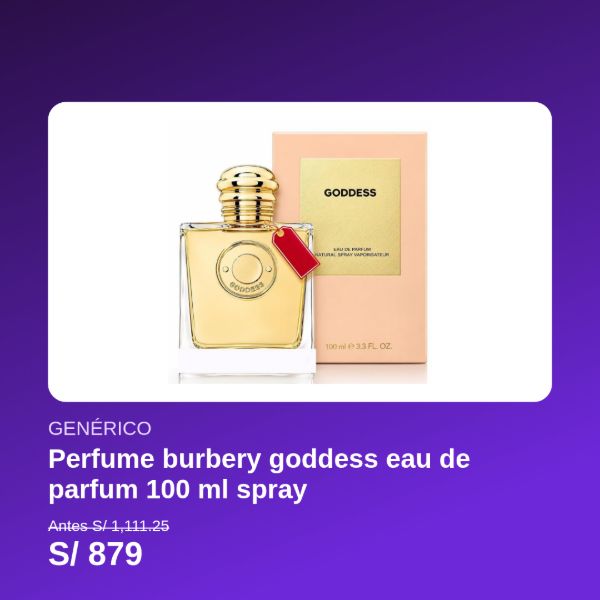 GODDESS
EAU DE PARFUM
NATURAL SPRAY VAPORISATEUR
GODDESS
100 ml ℮ 3.3 FL. OZ.
GENÉRICO
Perfume burbery goddess eau de
parfum 100 ml spray
Antes S/ 1,111.25
S/ 879